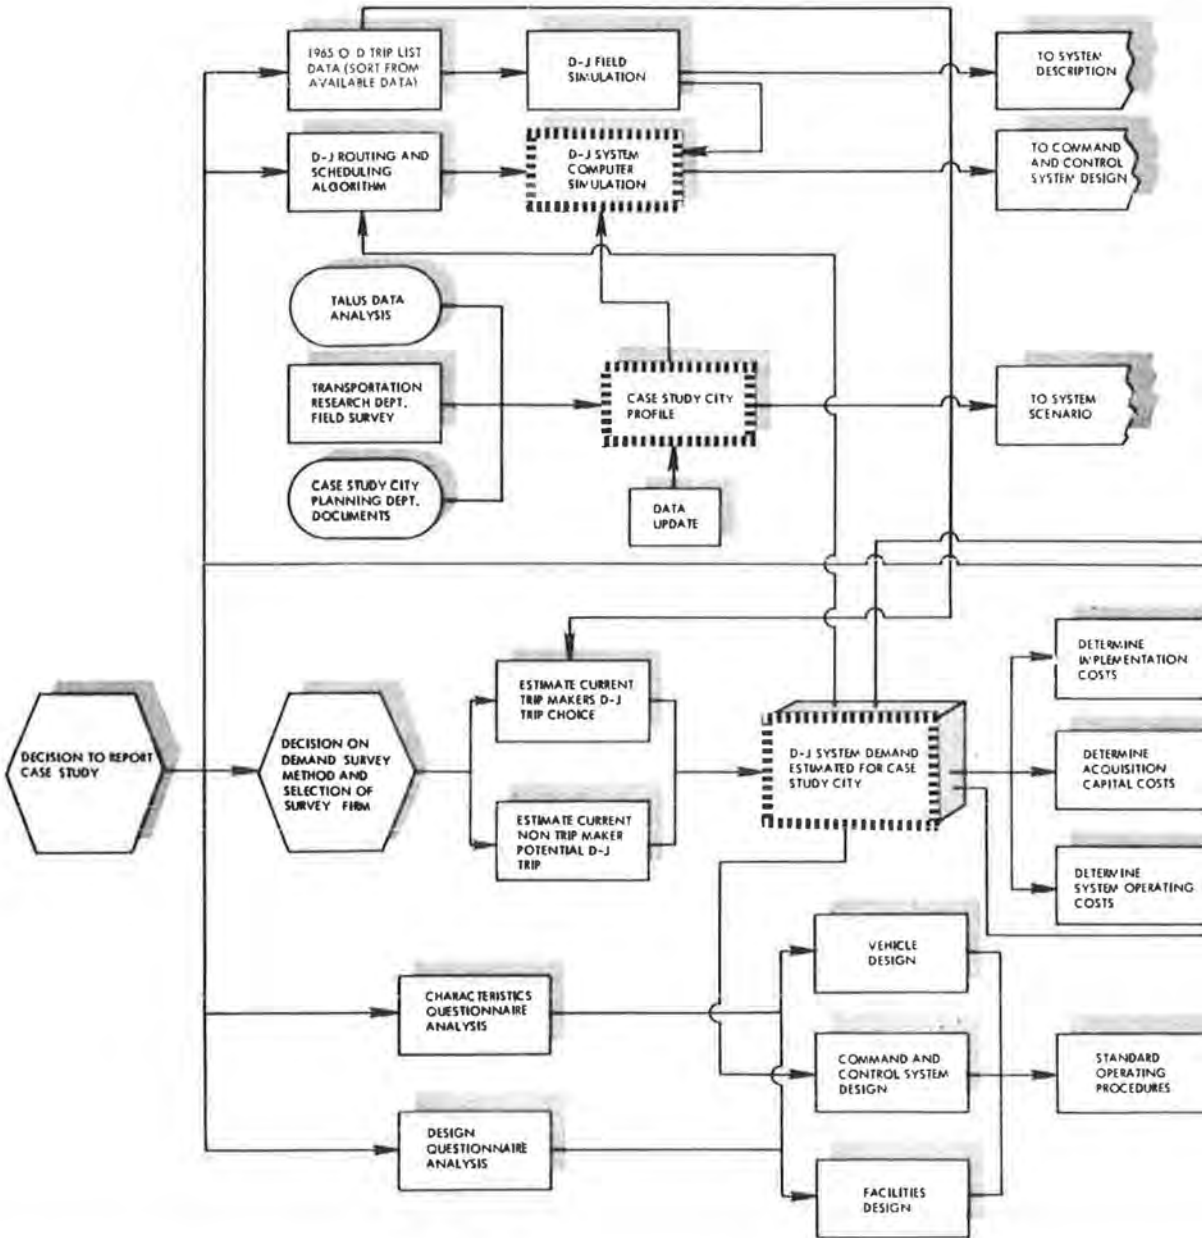 1965 O D TRIP LIST
DATA (SORT FROM
AVAILABLE DATA)
D-J FIELD
SIMULATION
TO SYSTEM
DESCRIPTION
D-J ROUTING AND
SCHEDULING
ALGORITHM
D-J SYSTEM
COMPUTER
SIMULATION
TO COMMAND
AND CONTROL
SYSTEM DESIGN
TALUS DATA
ANALYSIS
TRANSPORTATION
RESEARCH DEPT.
FIELD SURVEY
CASE STUDY CITY
PROFILE
TO SYSTEM
SCENARIO
CASE STUDY CITY
PLANNING DEPT.
DOCUMENTS
DATA
UPDATE
DECISION TO REPORT
CASE STUDY
DECISION ON
DEMAND SURVEY
METHOD AND
SELECTION OF
SURVEY FIRM
ESTIMATE CURRENT
TRIP MAKERS D-J
TRIP CHOICE
ESTIMATE CURRENT
NON TRIP MAKER
POTENTIAL D-J
TRIP
D-J SYSTEM DEMAND
ESTIMATED FOR CASE
STUDY CITY
DETERMINE
IMPLEMENTATION
COSTS
DETERMINE
ACQUISITION
CAPITAL COSTS
DETERMINE
SYSTEM OPERATING
COSTS
CHARACTERISTICS
QUESTIONNAIRE
ANALYSIS
DESIGN
QUESTIONNAIRE
ANALYSIS
VEHICLE
DESIGN
COMMAND AND
CONTROL SYSTEM
DESIGN
FACILITIES
DESIGN
STANDARD
OPERATING
PROCEDURES